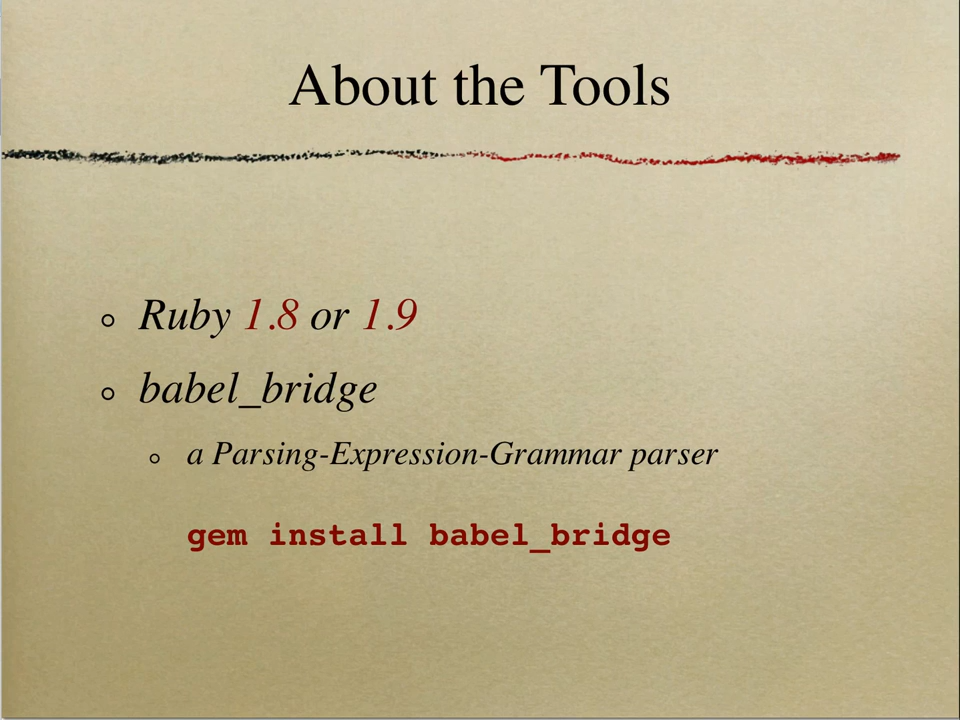 About the Tools
Ruby 1.8 or 1.9
babel_bridge
a Parsing-Expression-Grammar parser
gem install babel_bridge